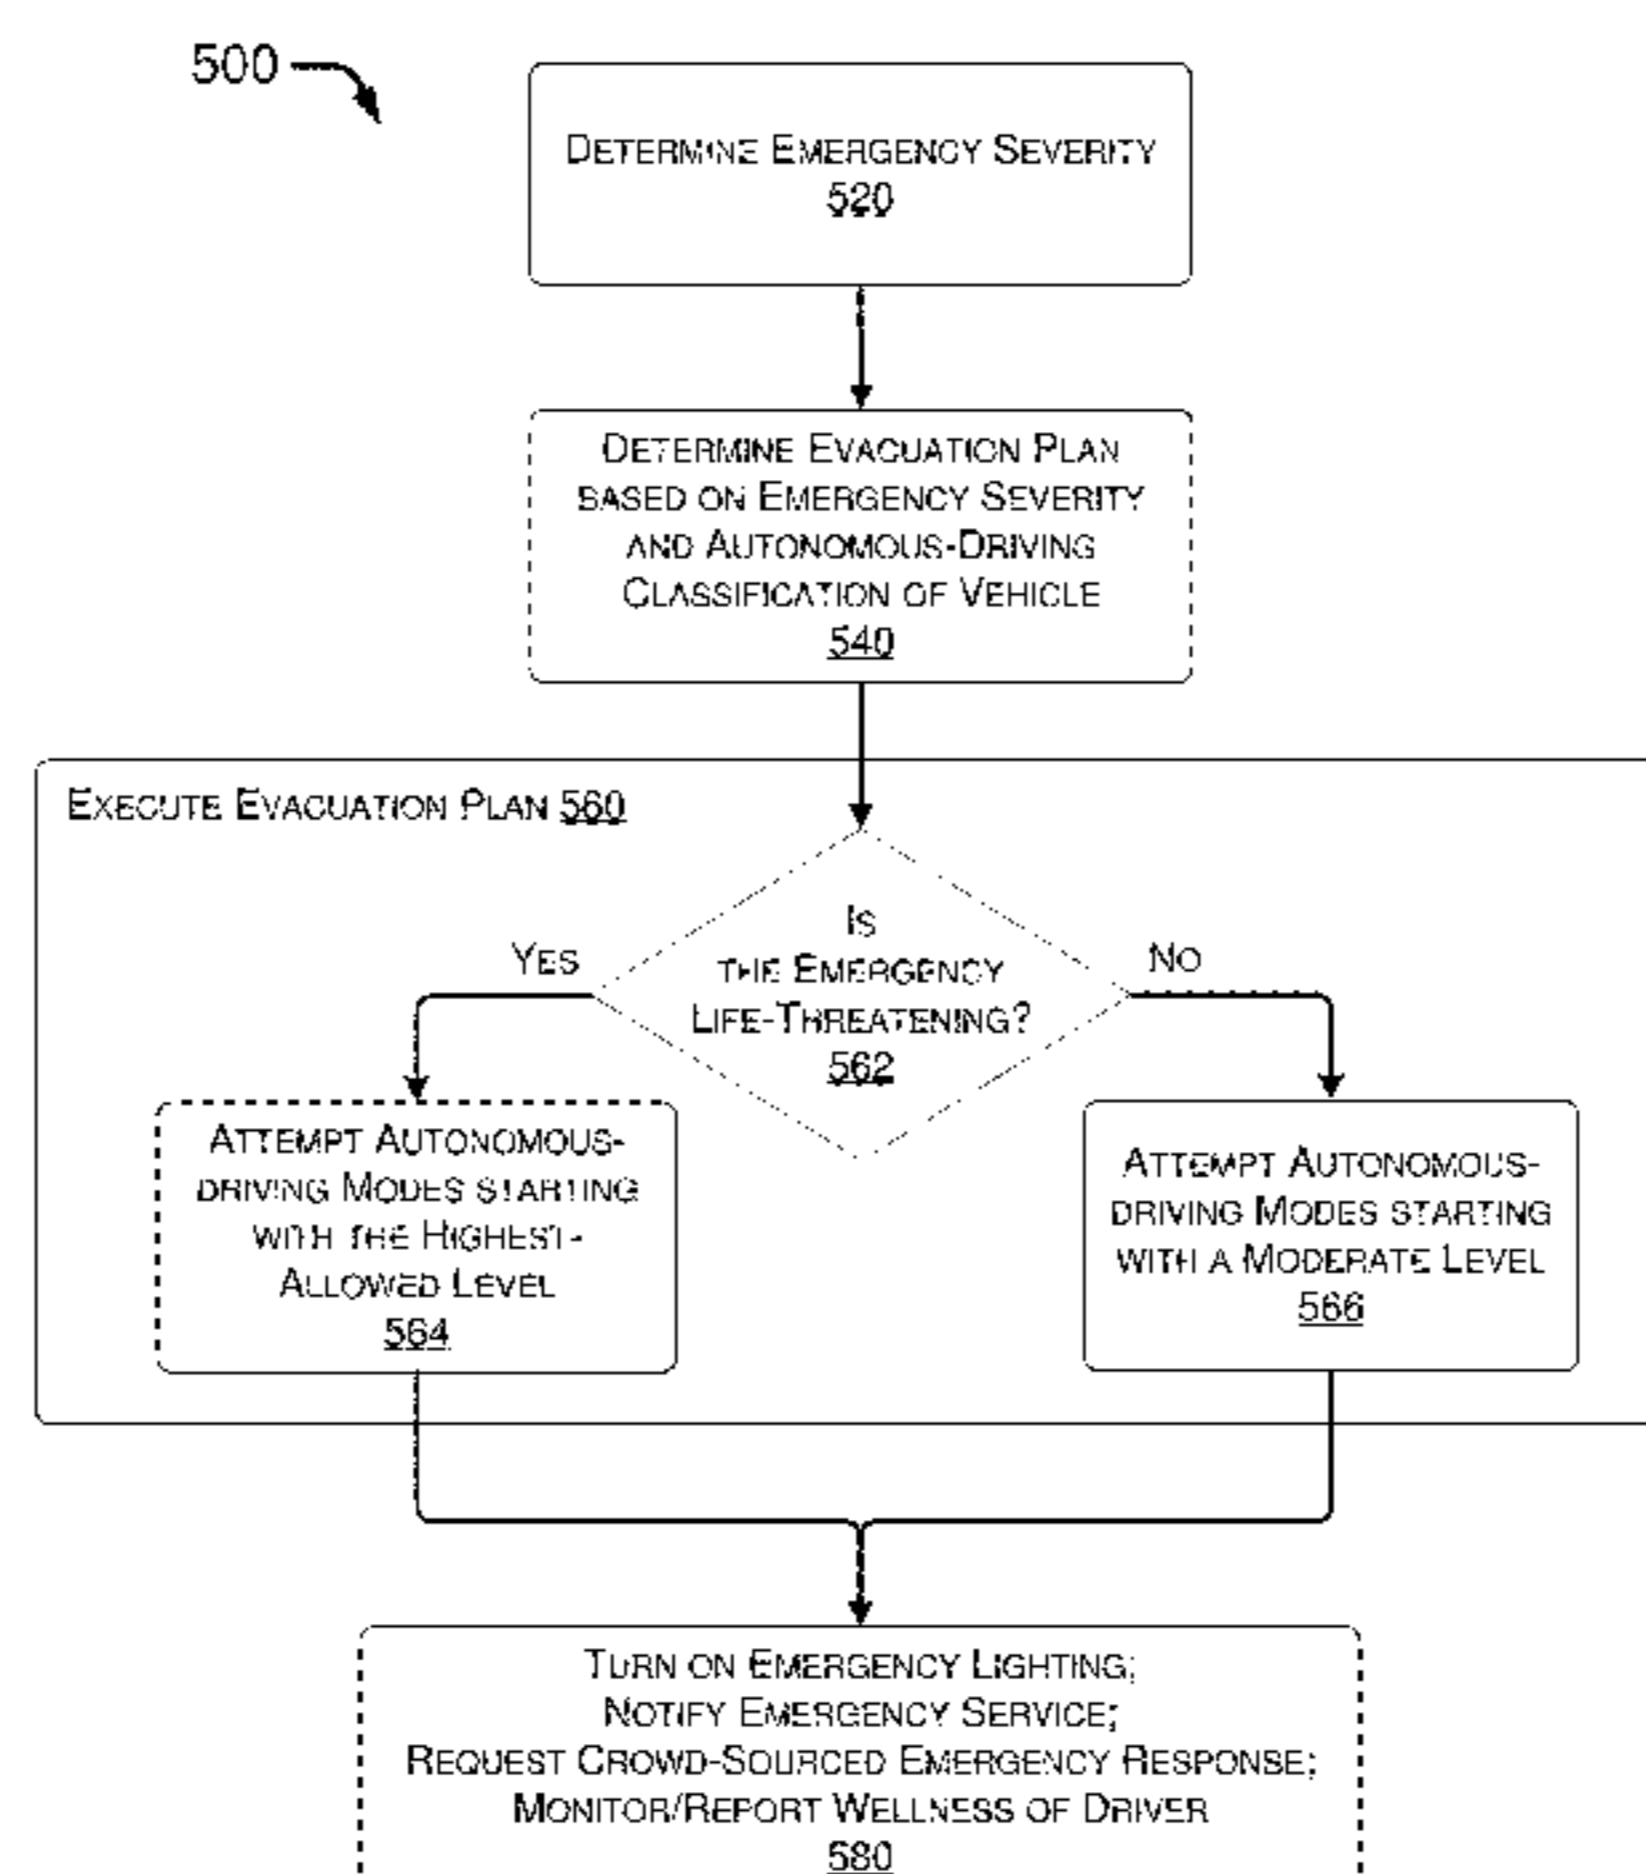 500
DETERMINE EMERGENCY SEVERITY
520
DETERMINE EVACUATION PLAN
BASED ON EMERGENCY SEVERITY
AND AUTONOMOUS-DRIVING
CLASSIFICATION OF VEHICLE
540
EXECUTE EVACUATION PLAN 560
IS
THE EMERGENCY
LIFE-THREATENING?
562
YES
NO
ATTEMPT AUTONOMOUS-
DRIVING MODES STARTING
WITH THE HIGHEST-
ALLOWED LEVEL
564
ATTEMPT AUTONOMOUS-
DRIVING MODES STARTING
WITH A MODERATE LEVEL
566
TURN ON EMERGENCY LIGHTING;
NOTIFY EMERGENCY SERVICE;
REQUEST CROWD-SOURCED EMERGENCY RESPONSE;
MONITOR/REPORT WELLNESS OF DRIVER
580